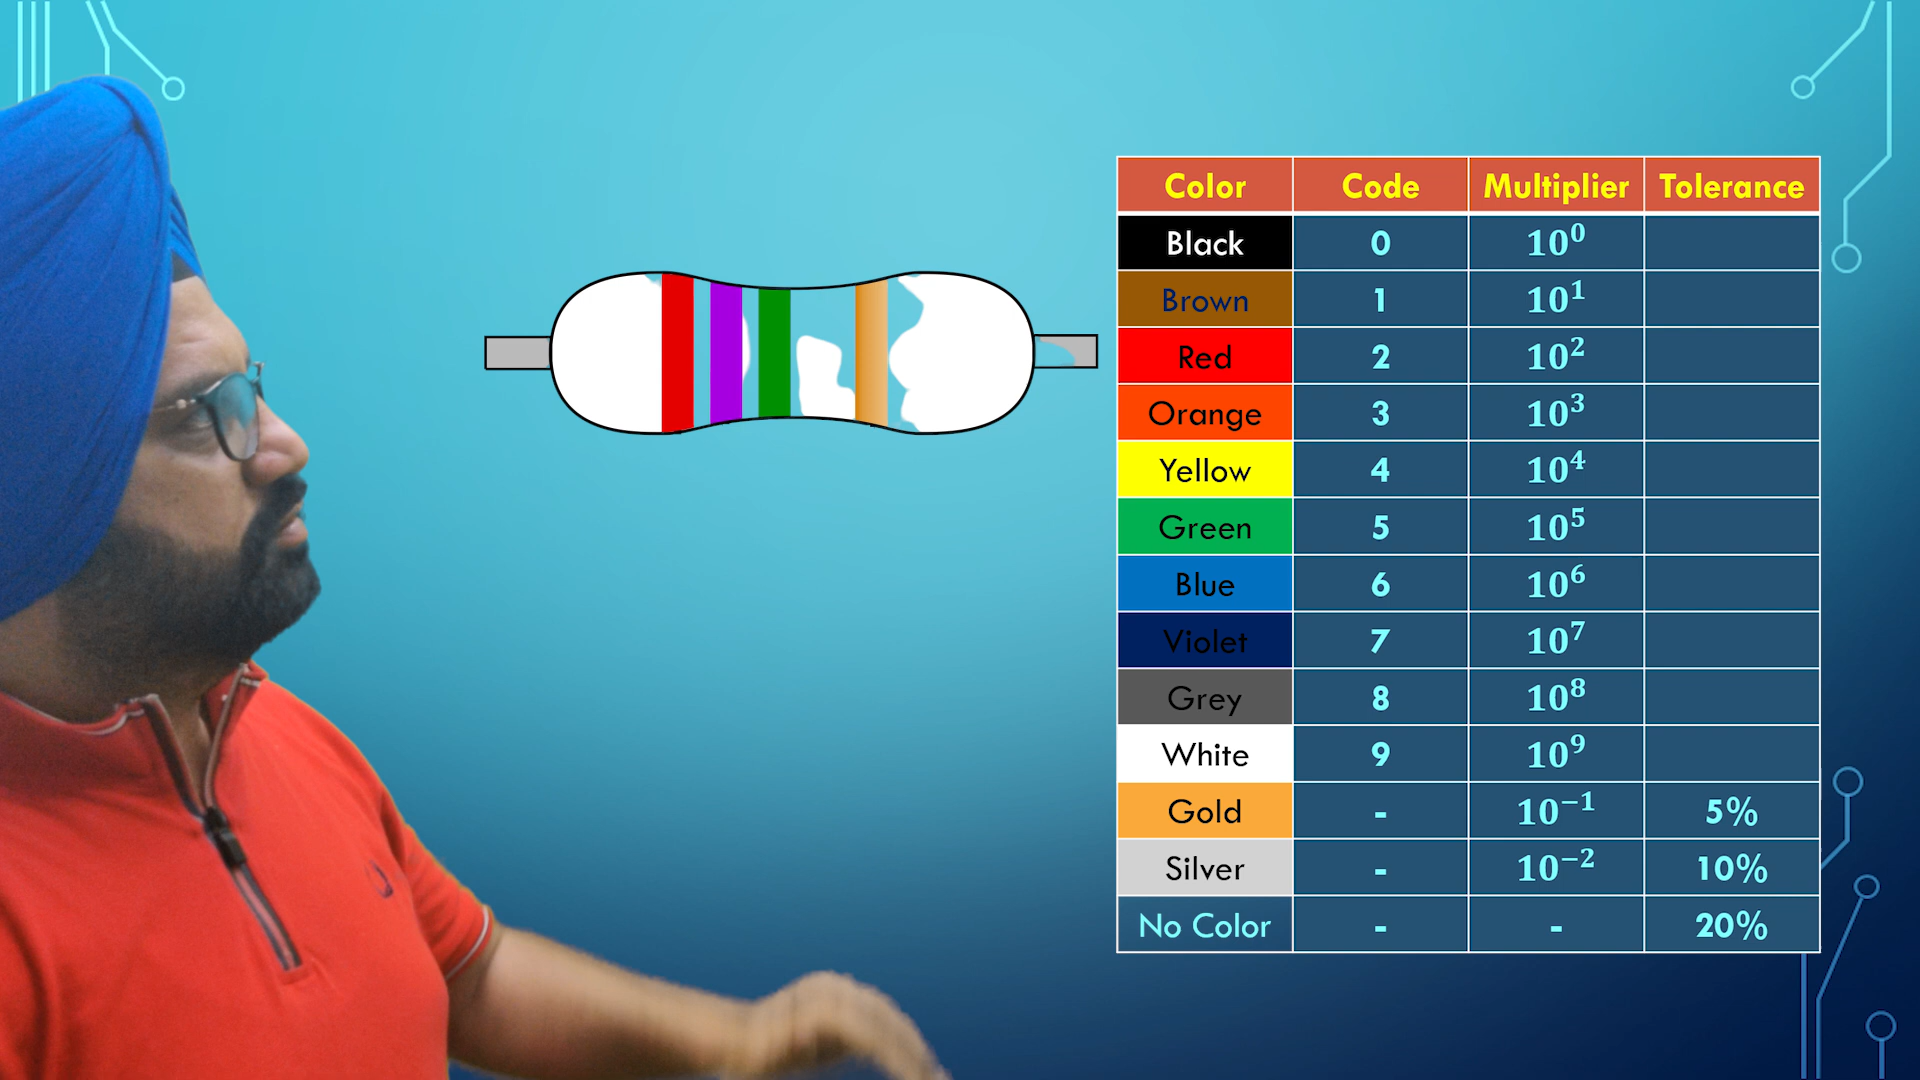 Color Code Multiplier Tolerance
Black 0 10⁰
Brown 1 10¹
Red 2 10²
Orange 3 10³
Yellow 4 10⁴
Green 5 10⁵
Blue 6 10⁶
Violet 7 10⁷
Grey 8 10⁸
White 9 10⁹
Gold - 10⁻¹ 5%
Silver - 10⁻² 10%
No Color - - 20%